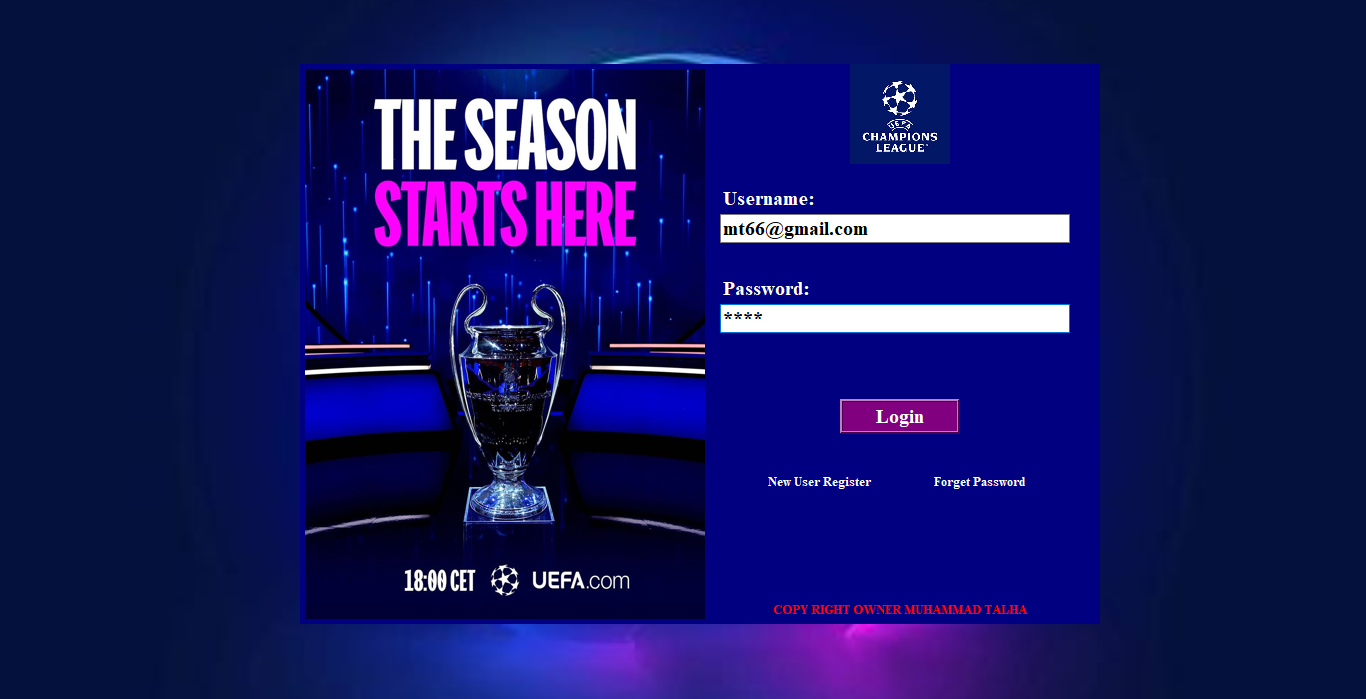 THE SEASON
STARTS HERE
18:00 CET
UEFA.com
UEFA
CHAMPIONS
LEAGUE
Username:
mt66@gmail.com
Password:
****
Login
New User Register
Forget Password
COPY RIGHT OWNER MUHAMMAD TALHA